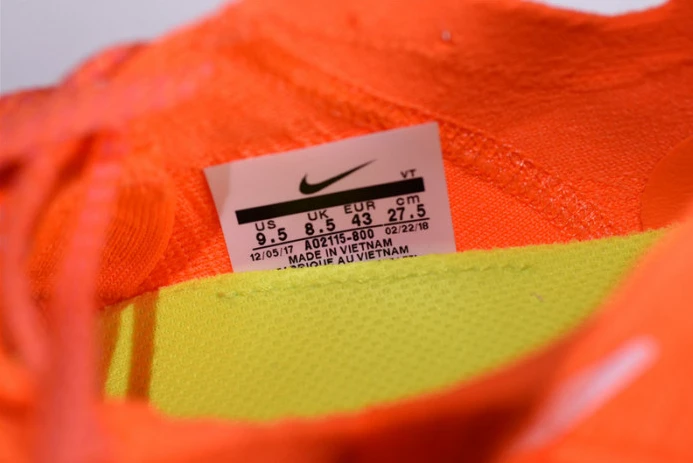 VT
US UK EUR cm
9.5 8.5 43 27.5
12/05/17 AO2115-800 02/22/18
MADE IN VIETNAM
FABRIQUE AU VIETNAM